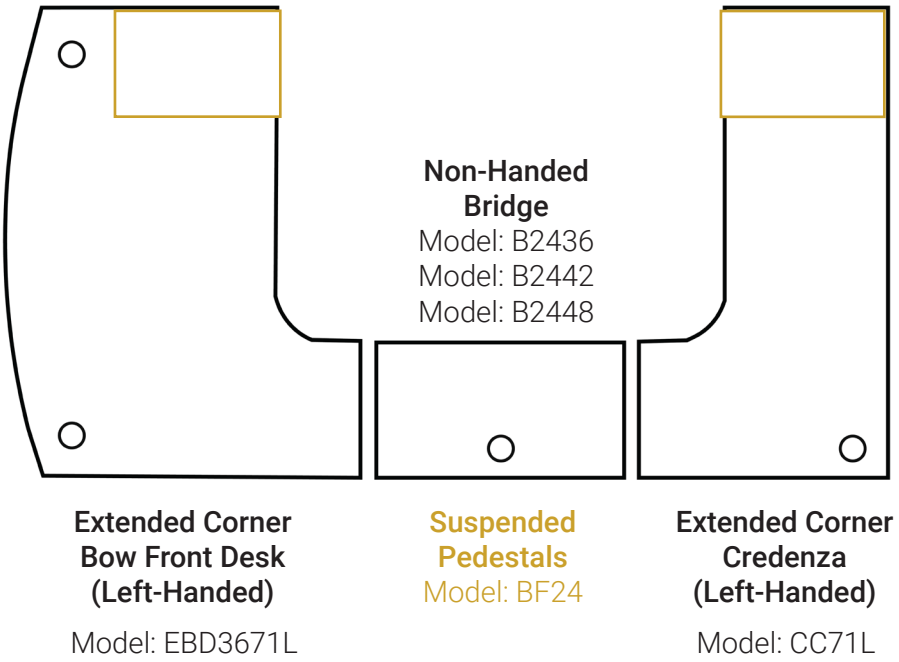 Non-Handed
Bridge
Model: B2436
Model: B2442
Model: B2448
Extended Corner
Bow Front Desk
(Left-Handed)
Model: EBD3671L
Suspended
Pedestals
Model: BF24
Extended Corner
Credenza
(Left-Handed)
Model: CC71L